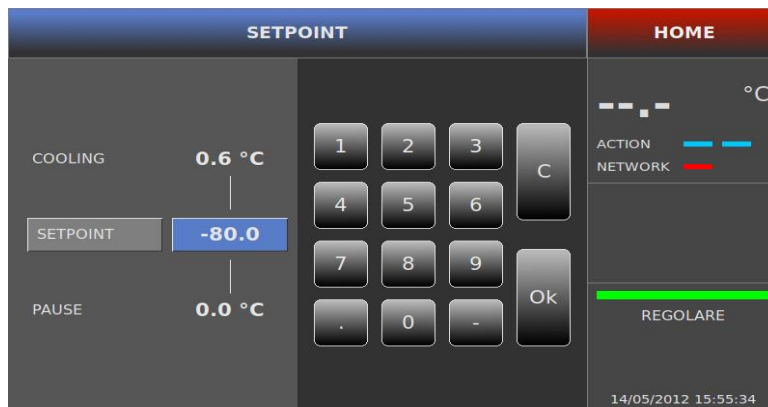 SETPOINT
HOME
COOLING 0.6 °C
SETPOINT -80.0
PAUSE 0.0 °C
1 2 3 C
4 5 6
7 8 9 Ok
. 0 -
--.- °C
ACTION
NETWORK
REGOLARE
14/05/2012 15:55:34